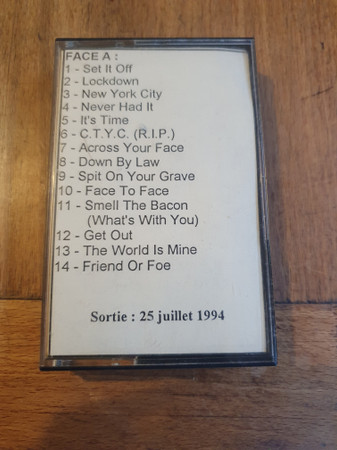 FACE A :
1 - Set It Off
2 - Lockdown
3 - New York City
4 - Never Had It
5 - It's Time
6 - C.T.Y.C. (R.I.P.)
7 - Across Your Face
8 - Down By Law
9 - Spit On Your Grave
10 - Face To Face
11 - Smell The Bacon
(What's With You)
12 - Get Out
13 - The World Is Mine
14 - Friend Or Foe
Sortie : 25 juillet 1994